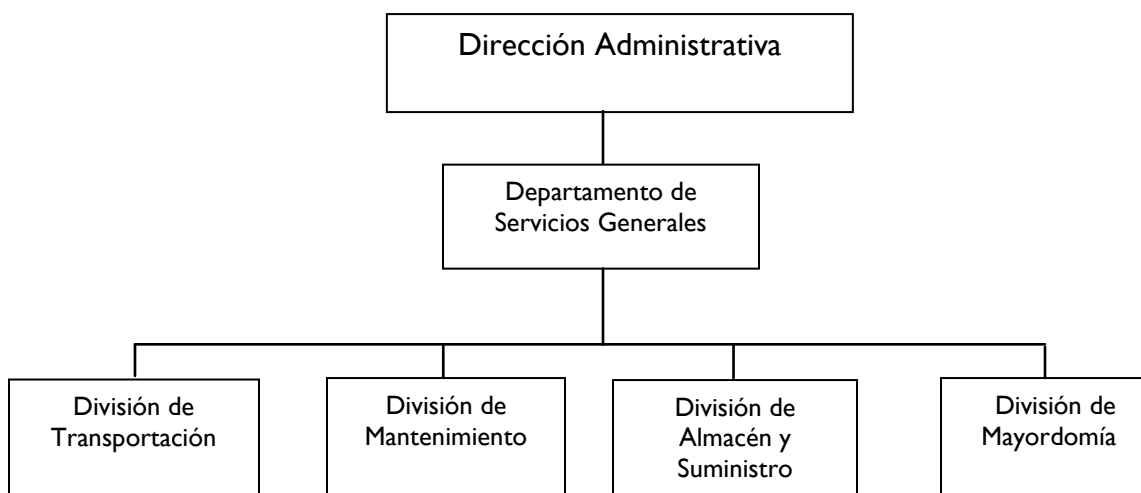 Dirección Administrativa
Departamento de
Servicios Generales
División de
Transportación
División de
Mantenimiento
División de
Almacén y
Suministro
División de
Mayordomía